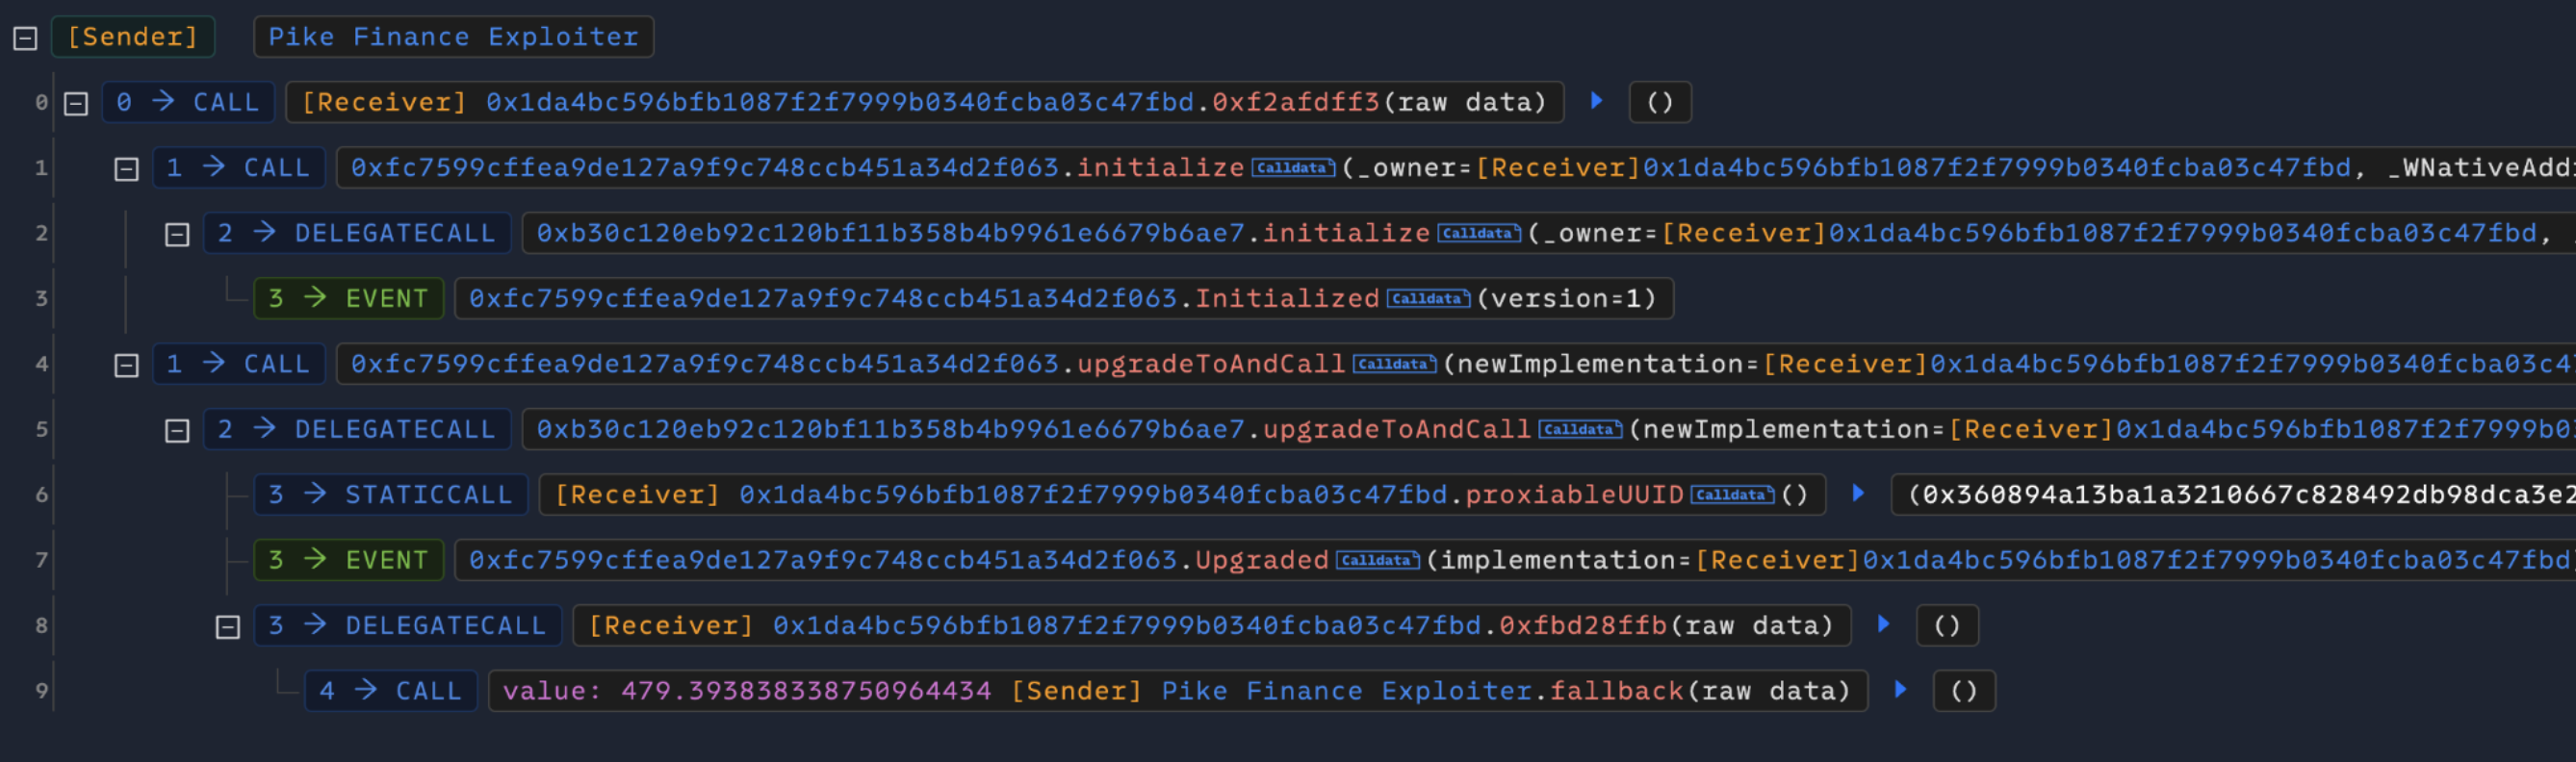 [Sender] Pike Finance Exploiter
0 0 → CALL [Receiver] 0x1da4bc596bfb1087f2f7999b0340fcba03c47fbd.0xf2afdff3(raw data) ▶ ()
1 1 → CALL 0xfc7599cffea9de127a9f9c748ccb451a34d2f063.initialize Calldata (_owner=[Receiver]0x1da4bc596bfb1087f2f7999b0340fcba03c47fbd, _WNativeAdd
2 2 → DELEGATECALL 0xb30c120eb92c120bf11b358b4b9961e6679b6ae7.initialize Calldata (_owner=[Receiver]0x1da4bc596bfb1087f2f7999b0340fcba03c47fbd,
3 3 → EVENT 0xfc7599cffea9de127a9f9c748ccb451a34d2f063.Initialized Calldata (version=1)
4 1 → CALL 0xfc7599cffea9de127a9f9c748ccb451a34d2f063.upgradeToAndCall Calldata (newImplementation=[Receiver]0x1da4bc596bfb1087f2f7999b0340fcba03c4
5 2 → DELEGATECALL 0xb30c120eb92c120bf11b358b4b9961e6679b6ae7.upgradeToAndCall Calldata (newImplementation=[Receiver]0x1da4bc596bfb1087f2f7999b0
6 3 → STATICCALL [Receiver] 0x1da4bc596bfb1087f2f7999b0340fcba03c47fbd.proxiableUUID Calldata () ▶ (0x360894a13ba1a3210667c828492db98dca3e2
7 3 → EVENT 0xfc7599cffea9de127a9f9c748ccb451a34d2f063.Upgraded Calldata (implementation=[Receiver]0x1da4bc596bfb1087f2f7999b0340fcba03c47fbd
8 3 → DELEGATECALL [Receiver] 0x1da4bc596bfb1087f2f7999b0340fcba03c47fbd.0xfbd28ffb(raw data) ▶ ()
9 4 → CALL value: 479.393838338750964434 [Sender] Pike Finance Exploiter.fallback(raw data) ▶ ()